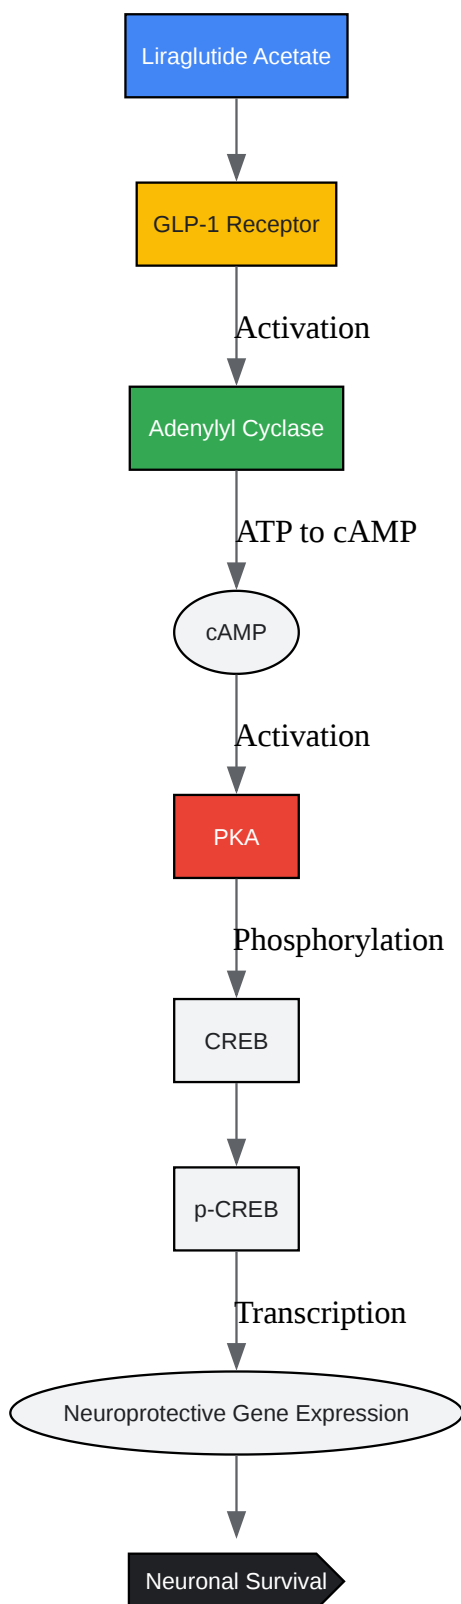 Liraglutide Acetate
GLP-1 Receptor
Activation
Adenylyl Cyclase
ATP to cAMP
cAMP
Activation
PKA
Phosphorylation
CREB
p-CREB
Transcription
Neuroprotective Gene Expression
Neuronal Survival